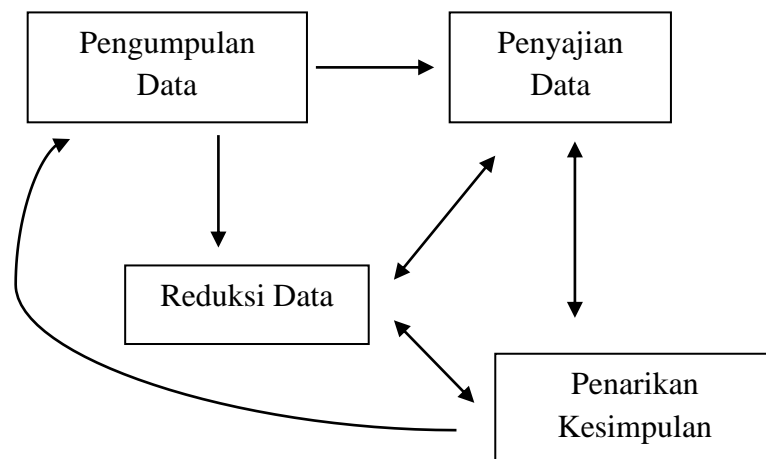 Pengumpulan
Data
Penyajian
Data
Reduksi Data
Penarikan
Kesimpulan